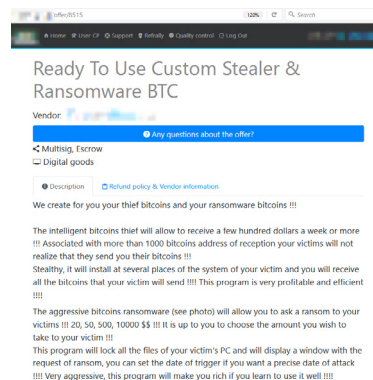 offer/8515
120%
Search
Home User CP Support Refrally Quality control Log Out
Ready To Use Custom Stealer &
Ransomware BTC
Vendor:
Any questions about the offer?
Multisig, Escrow
Digital goods
Description Refund policy & Vendor information
We create for you your thief bitcoins and your ransomware bitcoins !!!
The intelligent bitcoins thief will allow to receive a few hundred dollars a week or more
!!! Associated with more than 1000 bitcoins address of reception your victims will not
realize that they send you their bitcoins !!!
Stealthy, it will install at several places of the system of your victim and you will receive
all the bitcoins that your victim will send !!!! This program is very profitable and efficient
!!!!
The aggressive bitcoins ransomware (see photo) will allow you to ask a ransom to your
victims !!! 20, 50, 500, 10000 $$ !!! It is up to you to choose the amount you wish to
take to your victim !!!
This program will lock all the files of your victim's PC and will display a window with the
request of ransom, you can set the date of trigger if you want a precise date of attack
!!!! Very aggressive, this program will make you rich if you learn to use it well !!!!